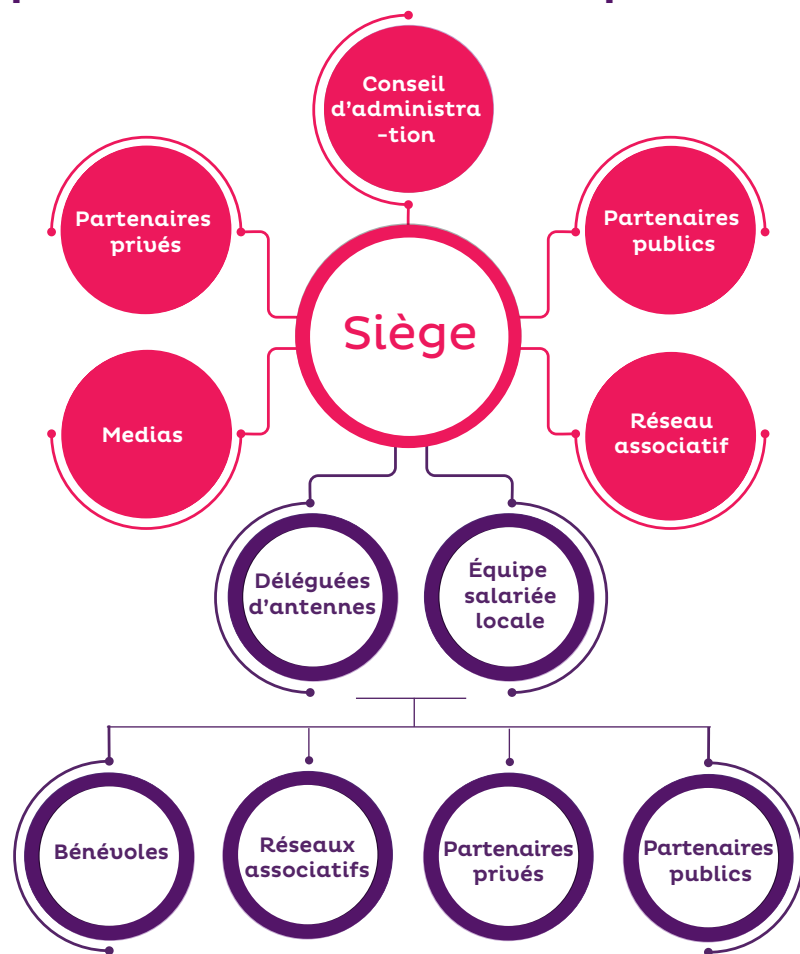 Conseil
d'administra
-tion
Partenaires
privés
Partenaires
publics
Siège
Medias
Réseau
associatif
Déléguées
d'antennes
Équipe
salariée
locale
Bénévoles
Réseaux
associatifs
Partenaires
privés
Partenaires
publics